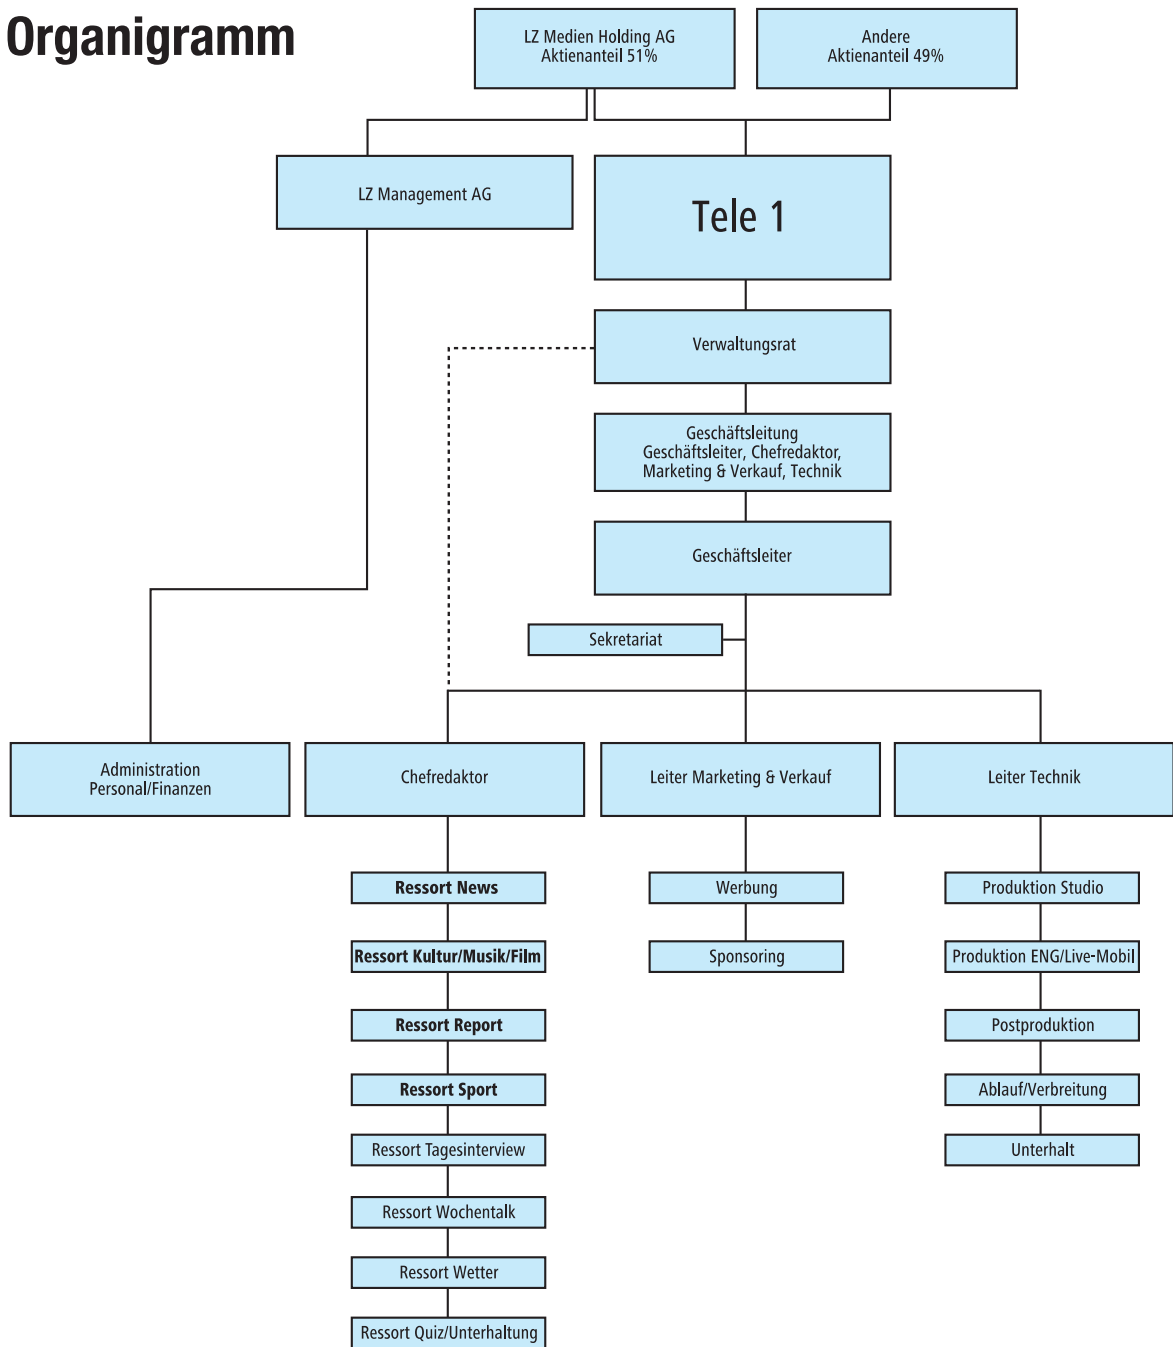 Organigramm
LZ Medien Holding AG
Aktienanteil 51%
Andere
Aktienanteil 49%
LZ Management AG
Tele 1
Verwaltungsrat
Geschäftsleitung
Geschäftsleiter, Chefredaktor,
Marketing & Verkauf, Technik
Geschäftsleiter
Sekretariat
Administration
Personal/Finanzen
Chefredaktor
Leiter Marketing & Verkauf
Leiter Technik
Ressort News
Ressort Kultur/Musik/Film
Ressort Report
Ressort Sport
Ressort Tagesinterview
Ressort Wochentalk
Ressort Wetter
Ressort Quiz/Unterhaltung
Werbung
Sponsoring
Produktion Studio
Produktion ENG/Live-Mobil
Postproduktion
Ablauf/Verbreitung
Unterhalt